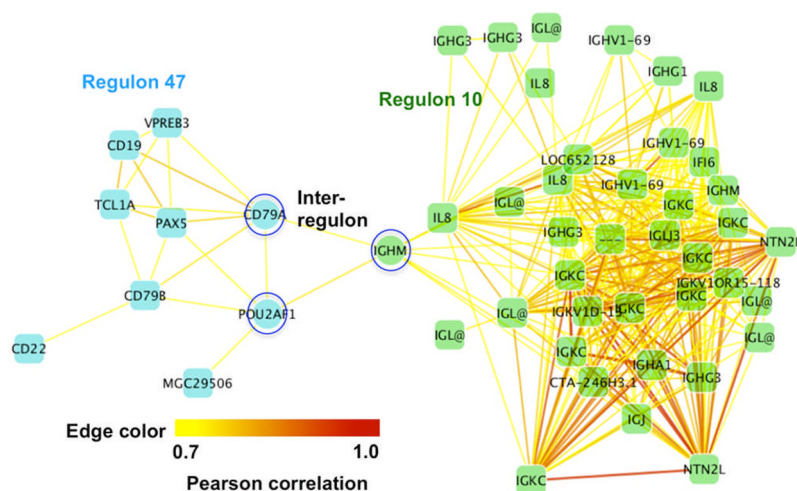 IGHG3
IGHG3
IGL@
IGHV1-69
Regulon 47
Regulon 10
IGHG1
IL8
IL8
VPREB3
CD19
IGHV1-69
LOC652128
IFI6
IL8
IGHV1-69
IGHM
TCL1A
PAX5
CD79A
Inter-
regulon
IGL@
IGKC
IL8
IGKC
IGHG3
IGLJ3
NTN2L
IGHM
IGKC
IGKC
IGKV1OR15-118
CD79B
IGKC
IGL@
POU2AF1
IGL@
IGKV1D-13
IGKC
CD22
IGL@
IGL@
IGKC
MGC29506
CTA-246H3.1
IGHA1
IGHG3
Edge color
0.7
1.0
IGJ
Pearson correlation
IGKC
NTN2L